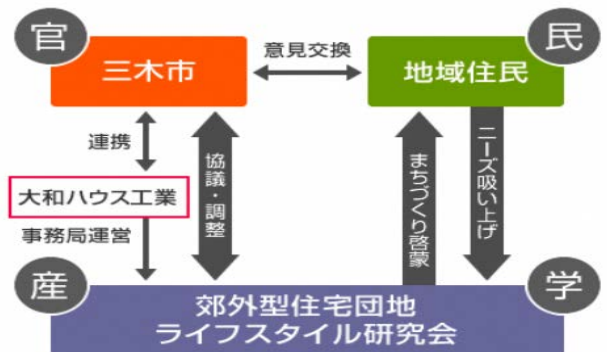 官
民
三木市
意見交換
地域住民
連携
協議・調整
まちづくり啓蒙
ニーズ吸い上げ
大和ハウス工業
事務局運営
産
学
郊外型住宅団地
ライフスタイル研究会